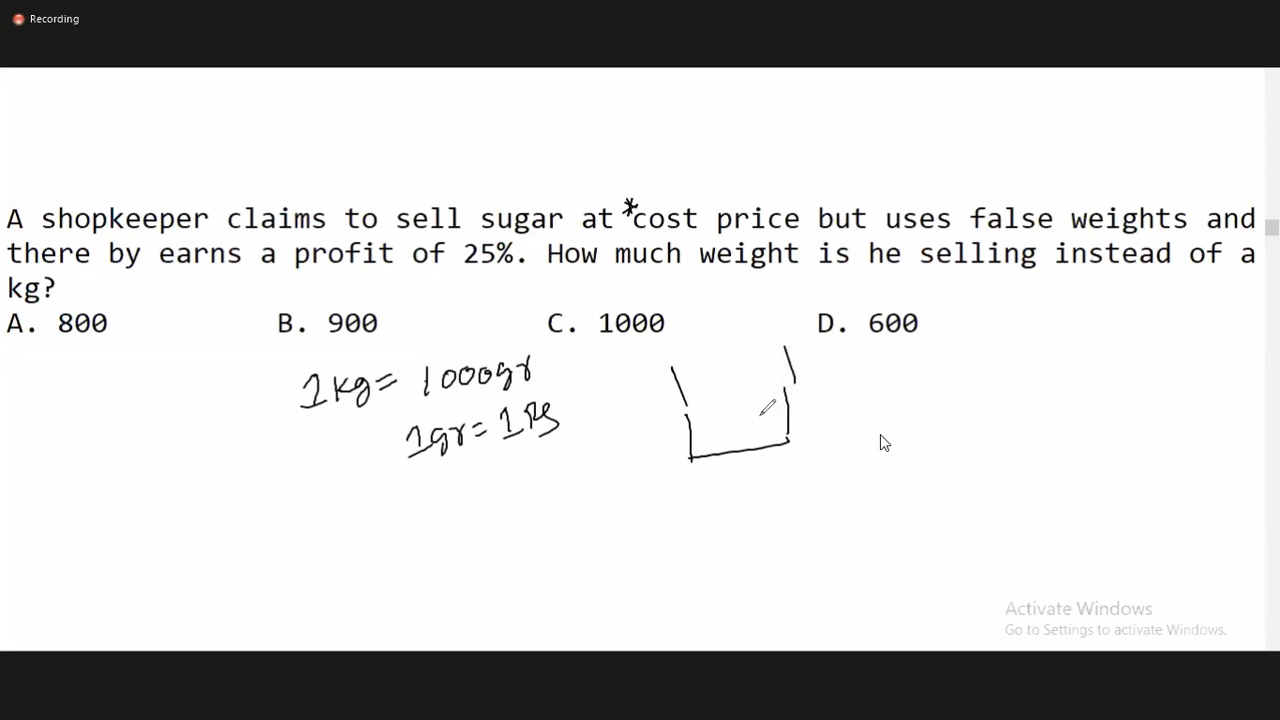 Recording
A shopkeeper claims to sell sugar at *cost price but uses false weights and
there by earns a profit of 25%. How much weight is he selling instead of a
kg?
A. 800 B. 900 C. 1000 D. 600
1kg= 1000gr
1gr= 1Rs
Activate Windows
Go to Settings to activate Windows.